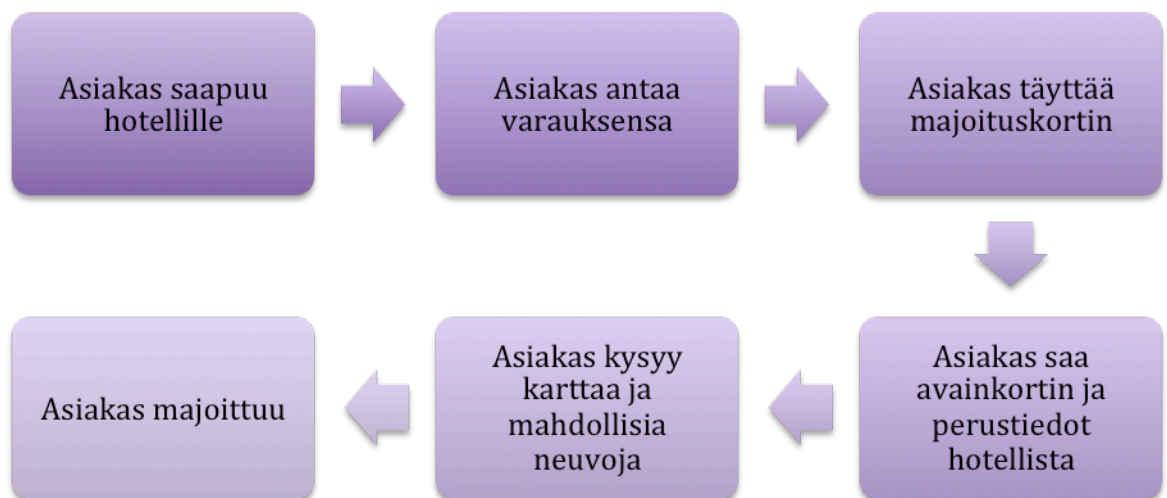 Asiakas saapuu
hotellille
Asiakas antaa
varauksensa
Asiakas täyttää
majoituskortin
Asiakas saa
avainkortin ja
perustiedot
hotellista
Asiakas kysyy
karttaa ja
mahdollisia
neuvoja
Asiakas majoittuu